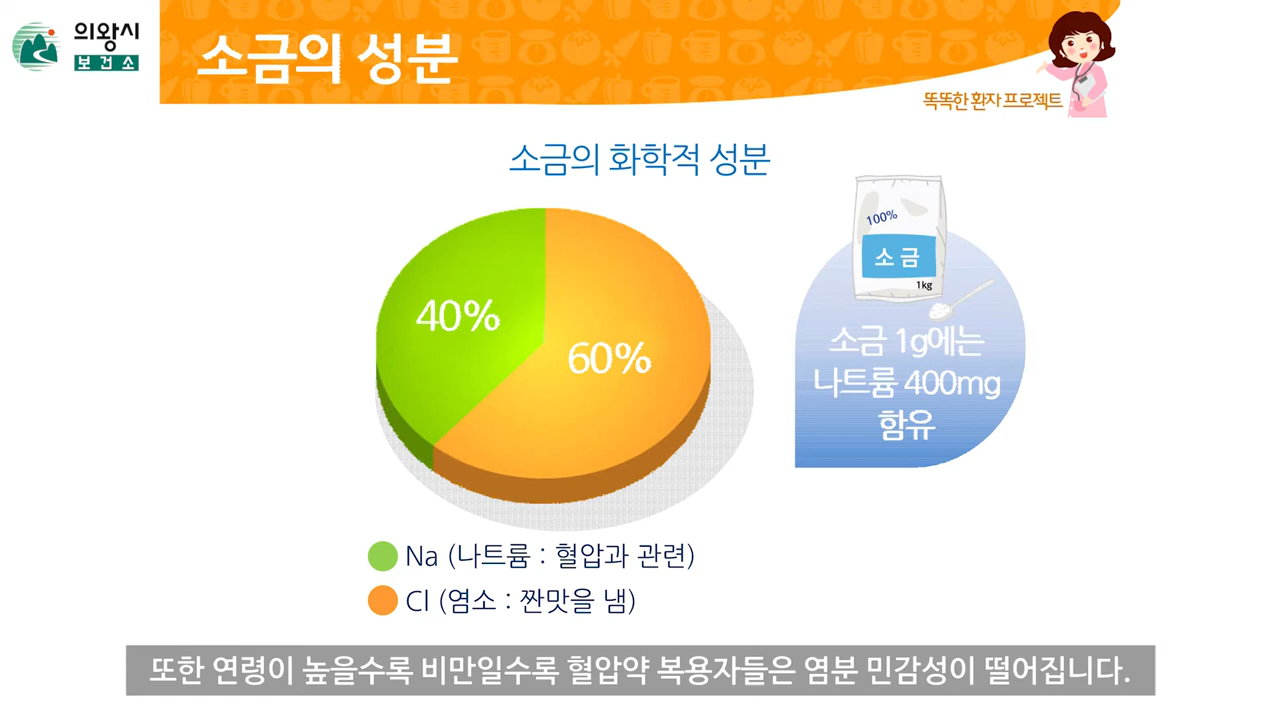 의왕시
보건소
소금의 성분
똑똑한 환자 프로젝트
소금의 화학적 성분
40%
60%
100%
소금
1kg
소금 1g에는
나트륨 400mg
함유
Na (나트륨 : 혈압과 관련)
Cl (염소 : 짠맛을 냄)
또한 연령이 높을수록 비만일수록 혈압약 복용자들은 염분 민감성이 떨어집니다.